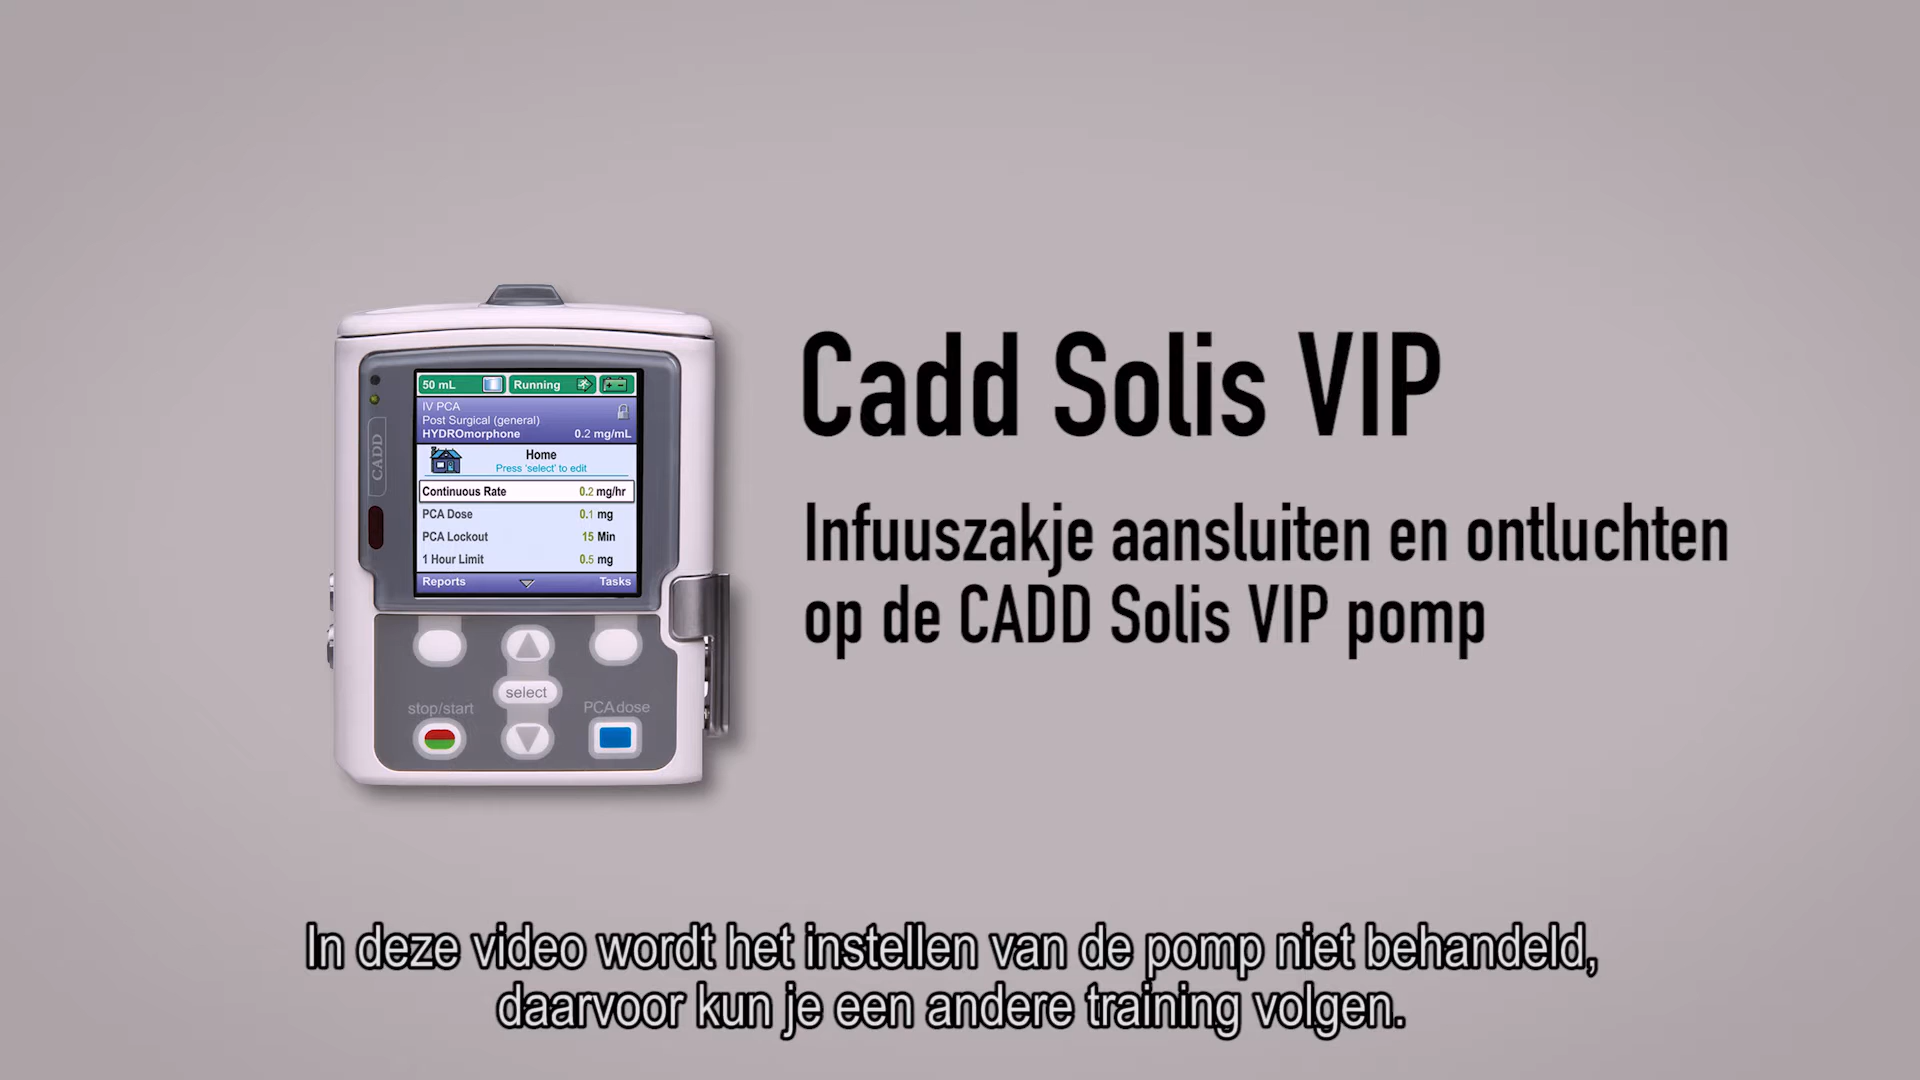 Cadd Solis VIP
Infuuszakje aansluiten en ontluchten
op de CADD Solis VIP pomp
50 mL
Running
IV PCA
Post Surgical (general)
HYDROmorphone 0.2 mg/mL
Home
Press 'select' to edit
Continuous Rate 0.2 mg/hr
PCA Dose 0.1 mg
PCA Lockout 15 Min
1 Hour Limit 0.5 mg
Reports Tasks
CADD
select
stop/start PCA dose
In deze video wordt het instellen van de pomp niet behandeld,
daarvoor kun je een andere training volgen.